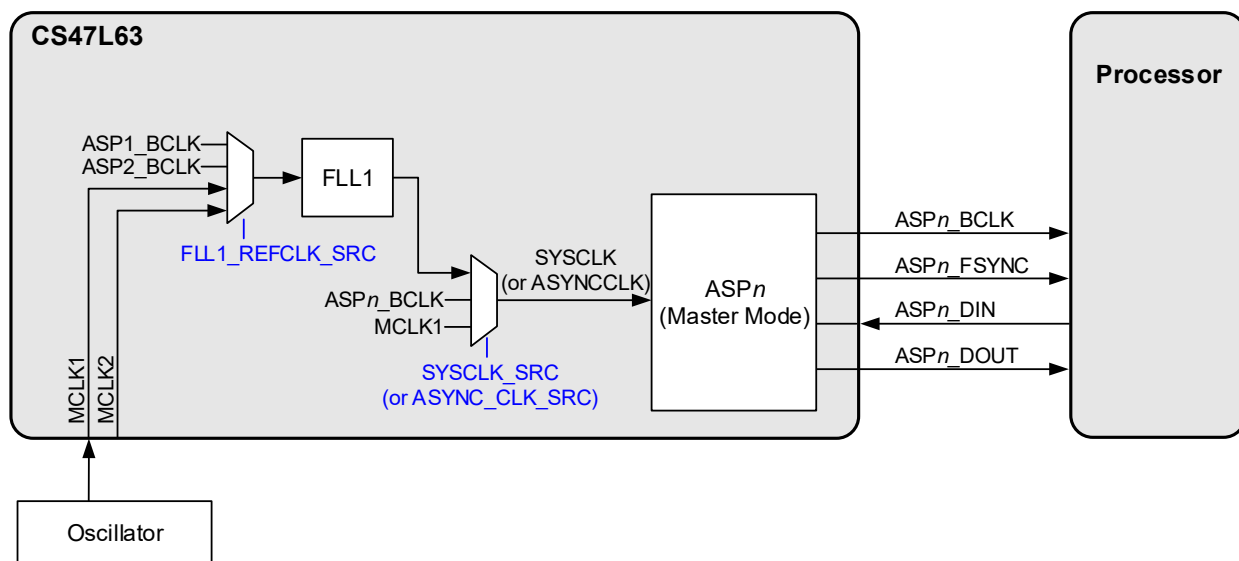 CS47L63
Processor
ASP1_BCLK
ASP2_BCLK
FLL1
FLL1_REFCLK_SRC
SYSCLK
(or ASYNCCLK)
ASPn_BCLK
MCLK1
SYSCLK_SRC
(or ASYNC_CLK_SRC)
ASPn
(Master Mode)
ASPn_BCLK
ASPn_FSYNC
ASPn_DIN
ASPn_DOUT
MCLK1
MCLK2
Oscillator